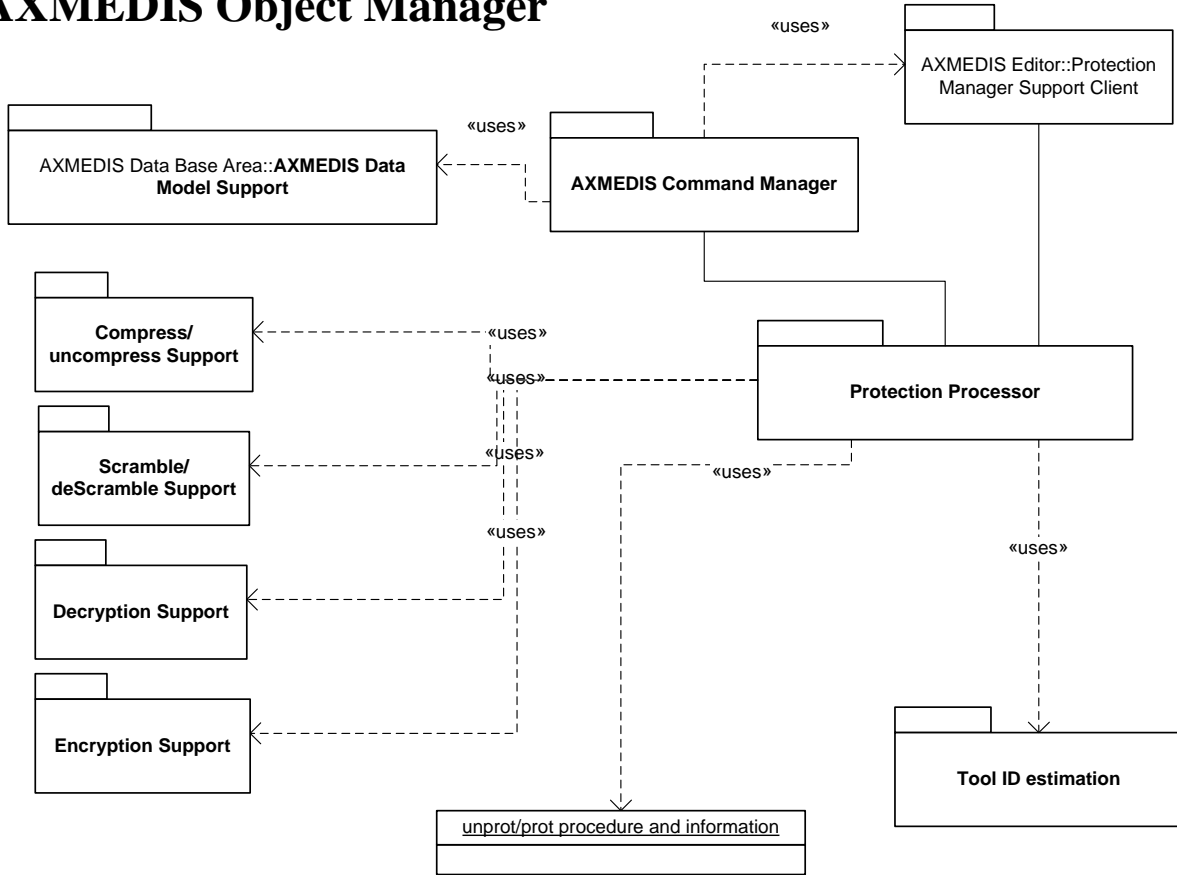 AXMEDIS Object Manager
«uses»
AXMEDIS Editor::Protection
Manager Support Client
«uses»
AXMEDIS Data Base Area::AXMEDIS Data
Model Support
AXMEDIS Command Manager
Compress/
uncompress Support
«uses»
«uses»
Protection Processor
Scramble/
deScramble Support
«uses»
«uses»
«uses»
«uses»
Decryption Support
Encryption Support
Tool ID estimation
unprot/prot procedure and information